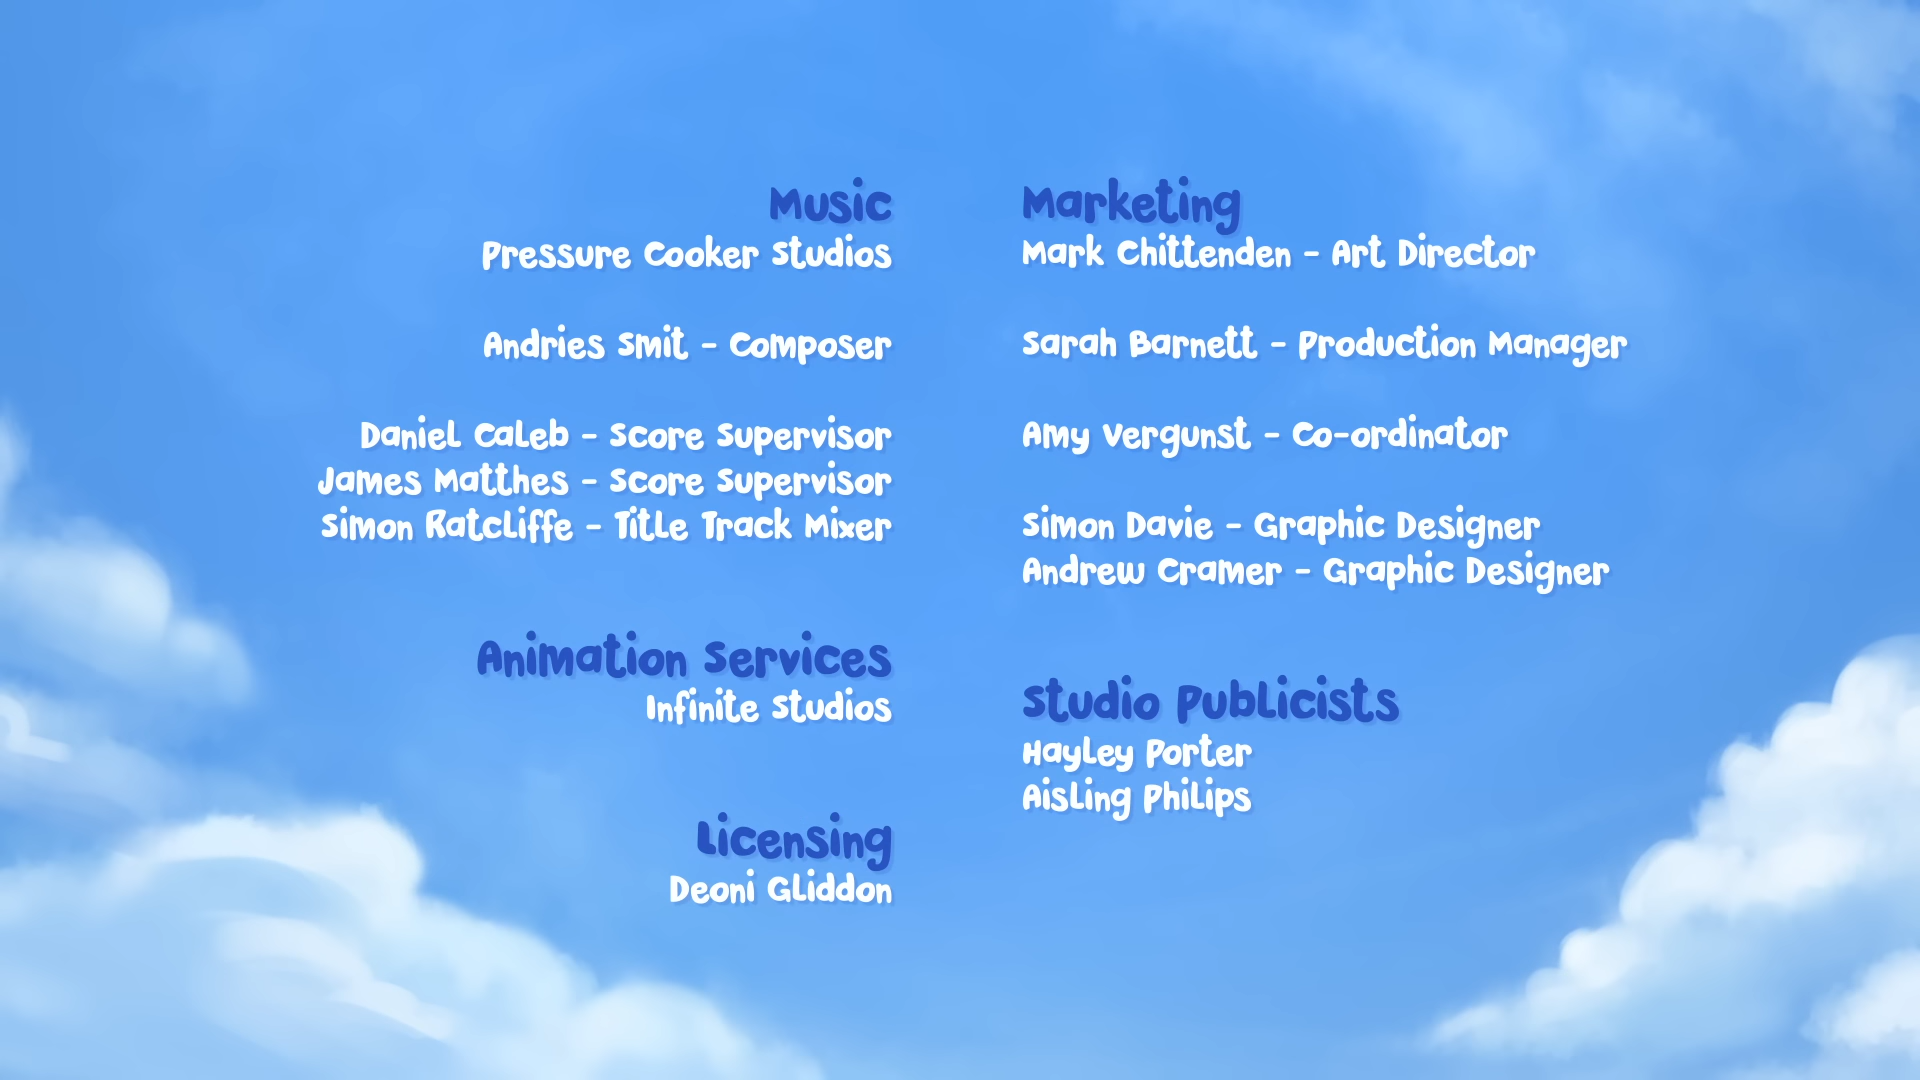 Music
Pressure Cooker Studios
Andries Smit - Composer
Daniel Caleb - Score Supervisor
James Matthes - Score Supervisor
Simon Ratcliffe - Title Track Mixer
Animation Services
Infinite Studios
Licensing
Deoni Gliddon
Marketing
Mark Chittenden - Art Director
Sarah Barnett - Production Manager
Amy Vergunst - Co-ordinator
Simon Davie - Graphic Designer
Andrew Cramer - Graphic Designer
Studio Publicists
Hayley Porter
Aisling Philips